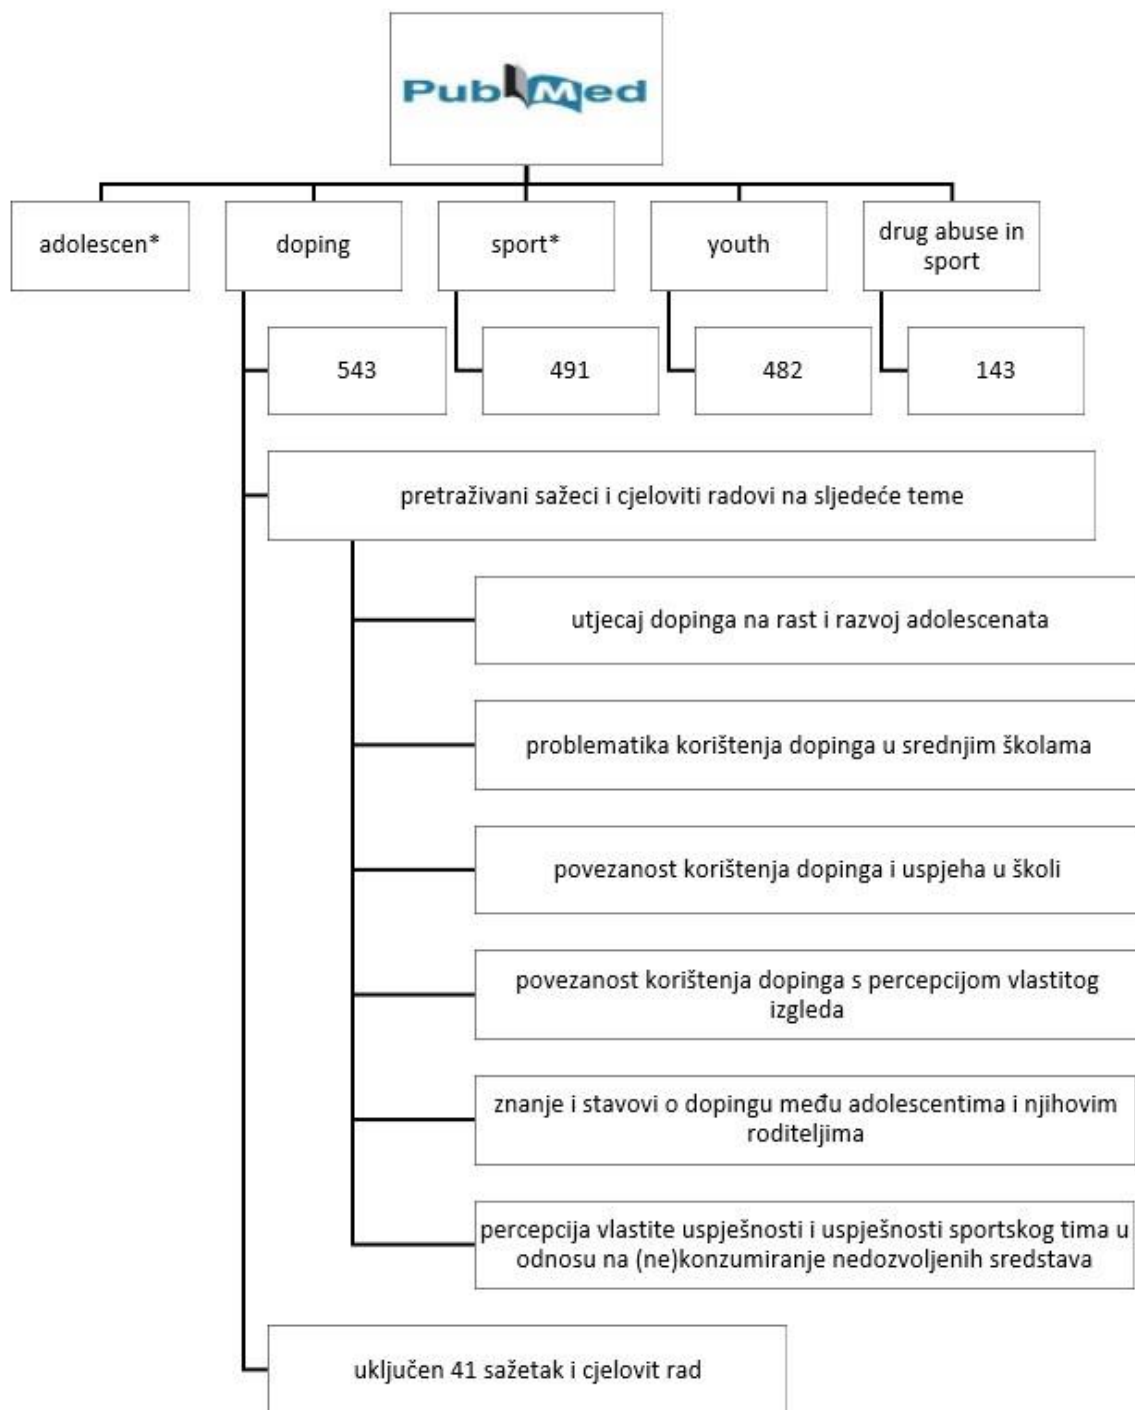 PubMed
adolescen*
doping
sport*
youth
drug abuse in
sport
543
491
482
143
pretraživani sažeci i cjeloviti radovi na sljedeće teme
utjecaj dopinga na rast i razvoj adolescenata
problematika korištenja dopinga u srednjim školama
povezanost korištenja dopinga i uspjeha u školi
povezanost korištenja dopinga s percepcijom vlastitog
izgleda
znanje i stavovi o dopingu među adolescentima i njihovim
roditeljima
percepcija vlastite uspješnosti i uspješnosti sportskog tima u
odnosu na (ne)konzumiranje nedozvoljenih sredstava
uključen 41 sažetak i cjelovit rad